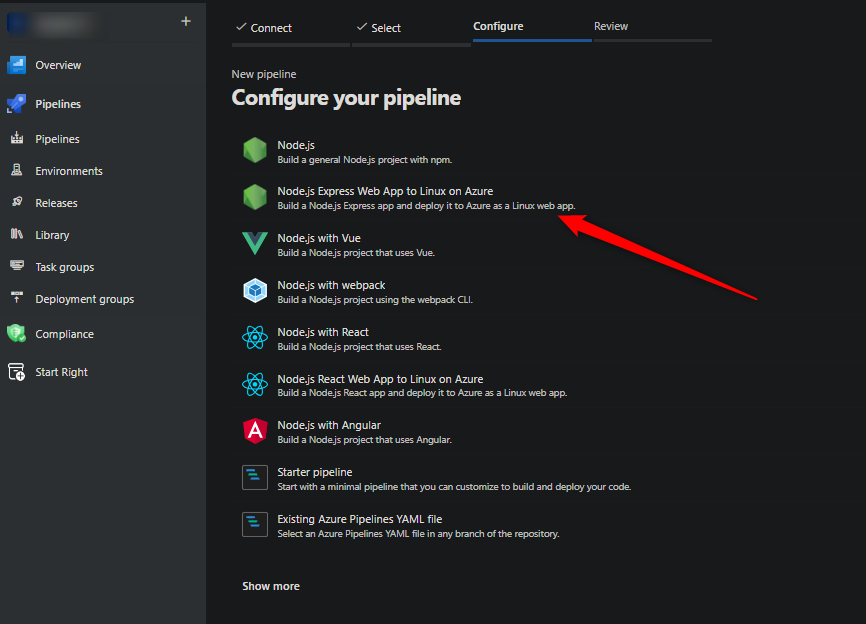 +
Overview
Pipelines
Pipelines
Environments
Releases
Library
Task groups
Deployment groups
Compliance
Start Right
Connect
Select
Configure
Review
New pipeline
Configure your pipeline
Node.js
Build a general Node.js project with npm.
Node.js Express Web App to Linux on Azure
Build a Node.js Express app and deploy it to Azure as a Linux web app.
Node.js with Vue
Build a Node.js project that uses Vue.
Node.js with webpack
Build a Node.js project using the webpack CLI.
Node.js with React
Build a Node.js project that uses React.
Node.js React Web App to Linux on Azure
Build a Node.js React app and deploy it to Azure as a Linux web app.
Node.js with Angular
Build a Node.js project that uses Angular.
Starter pipeline
Start with a minimal pipeline that you can customize to build and deploy your code.
Existing Azure Pipelines YAML file
Select an Azure Pipelines YAML file in any branch of the repository.
Show more